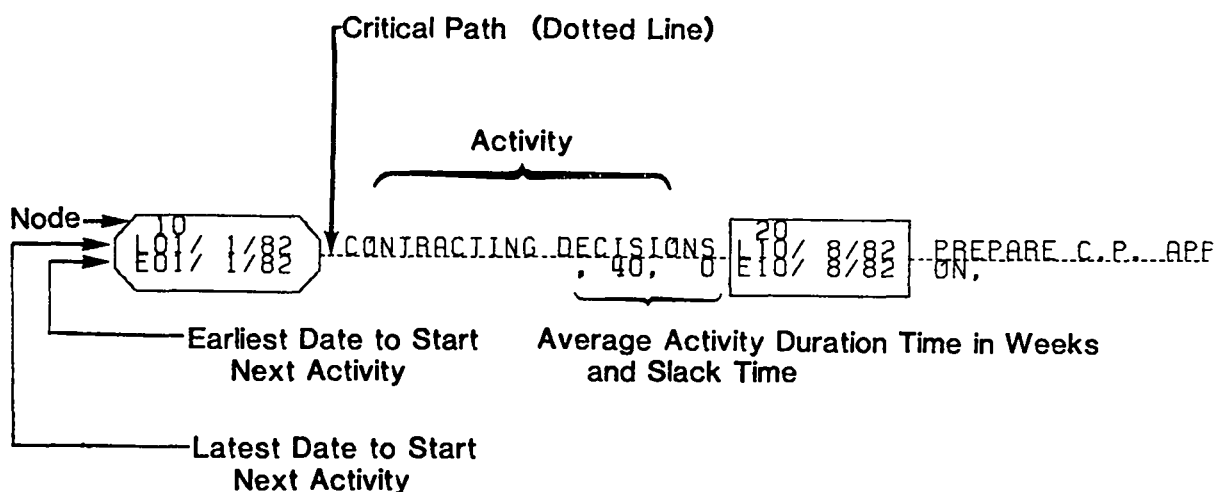 Critical Path (Dotted Line)
Activity
Node
10
L01/ 1/82
E01/ 1/82
CONTRACTING DECISIONS
, 40, 0
20
L10/ 8/82
E10/ 8/82
PREPARE C.P. APP
ON,
Earliest Date to Start
Next Activity
Average Activity Duration Time in Weeks
and Slack Time
Latest Date to Start
Next Activity